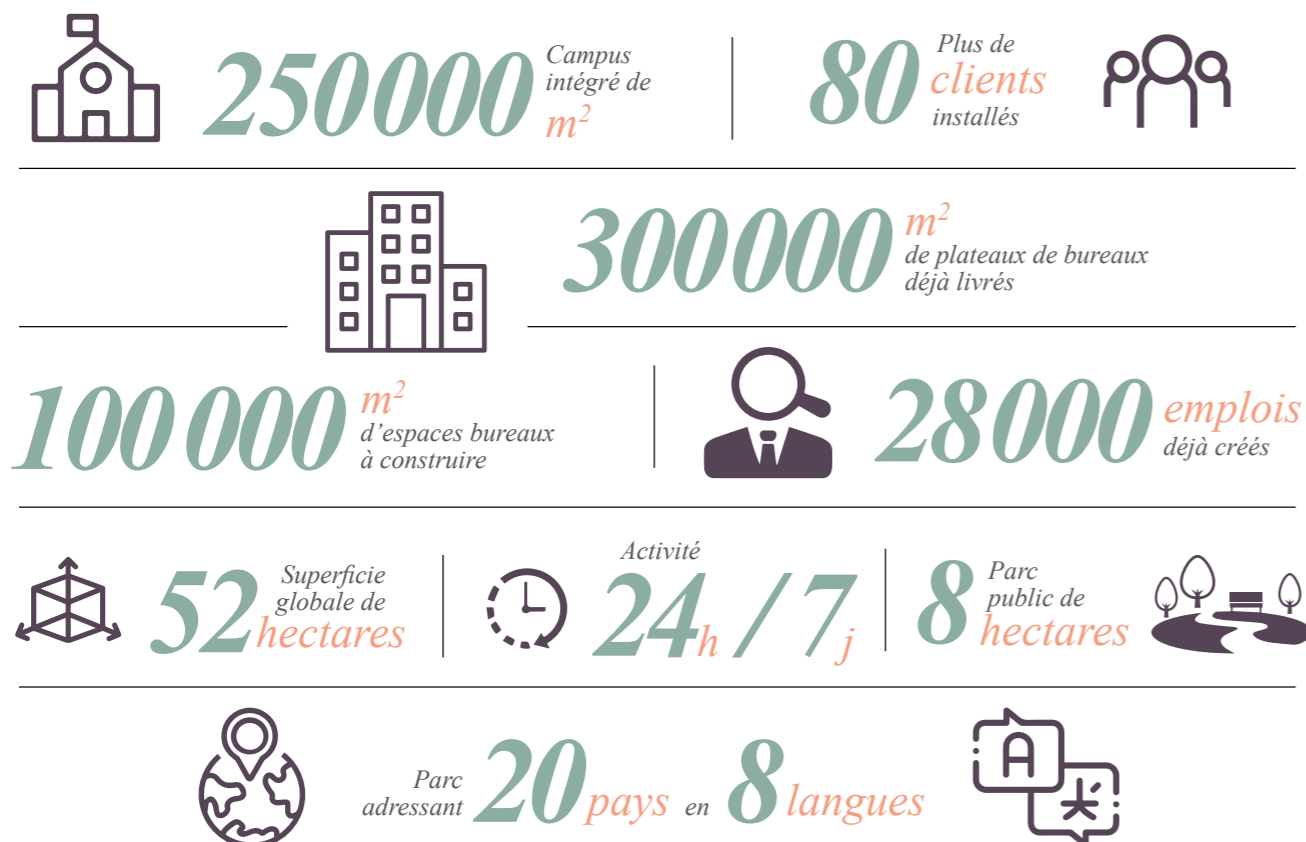 250000 Campus
intégré de
m²
80 Plus de
clients
installés
300000 m²
de plateaux de bureaux
déjà livrés
100000 m²
d'espaces bureaux
à construire
28000 emplois
déjà créés
52 Superficie
globale de
hectares
Activité
24h / 7j
8 Parc
public de
hectares
Parc
adressant 20 pays en 8 langues
A